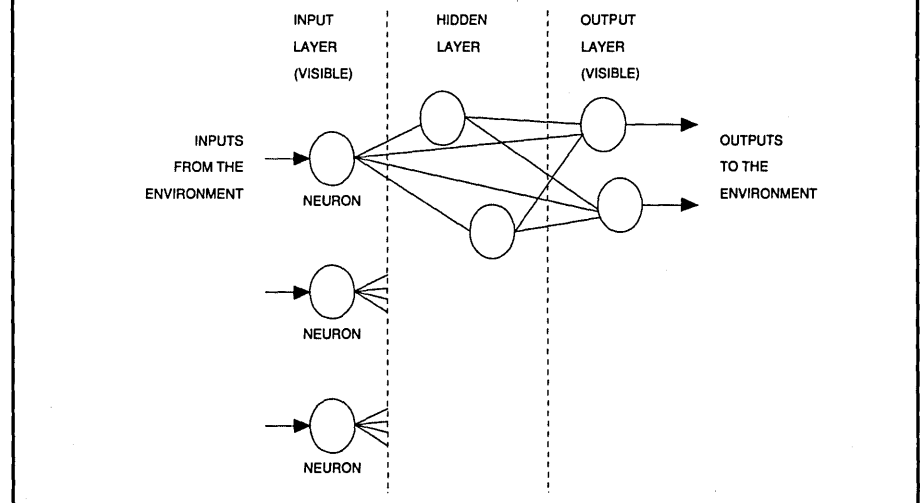 INPUT
LAYER
(VISIBLE)
HIDDEN
LAYER
OUTPUT
LAYER
(VISIBLE)
INPUTS
FROM THE
ENVIRONMENT
NEURON
OUTPUTS
TO THE
ENVIRONMENT
NEURON
NEURON